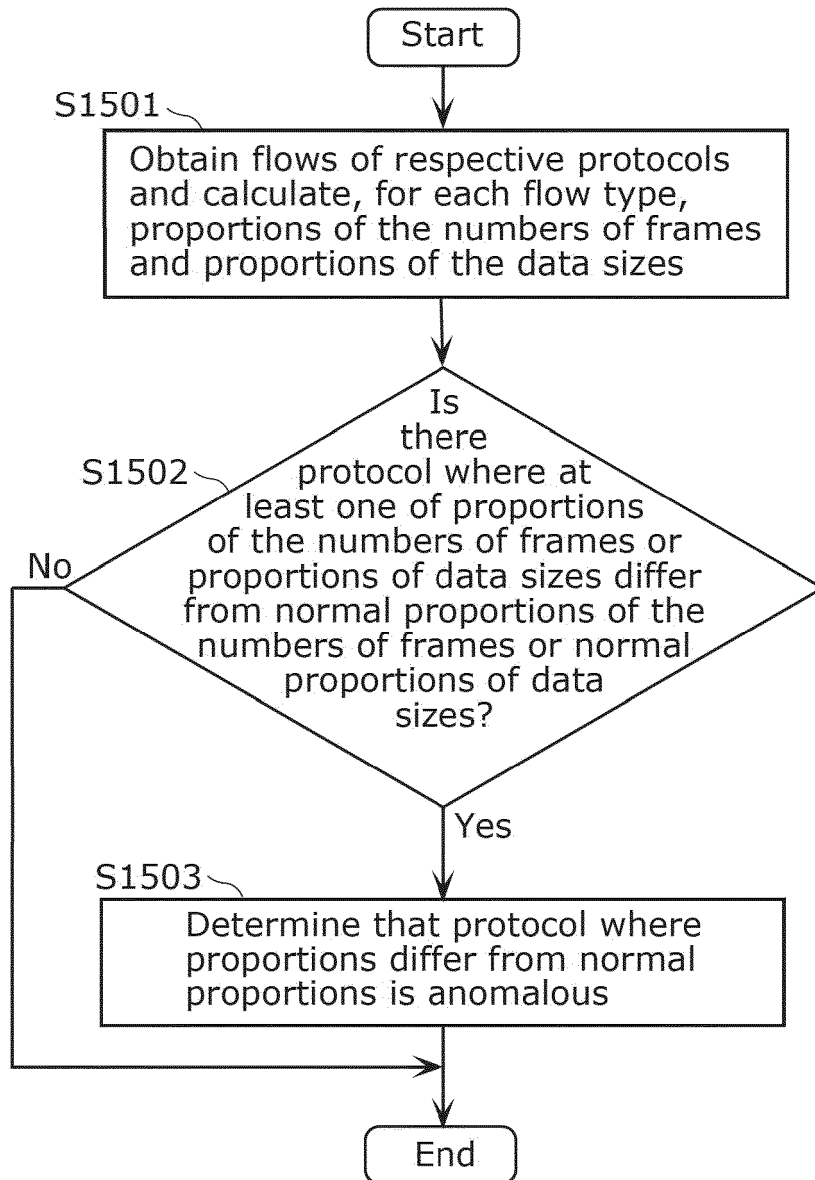 Start
S1501
Obtain flows of respective protocols
and calculate, for each flow type,
proportions of the numbers of frames
and proportions of the data sizes
S1502
Is
there
protocol where at
least one of proportions
of the numbers of frames or
proportions of data sizes differ
from normal proportions of the
numbers of frames or normal
proportions of data
sizes?
No
Yes
S1503
Determine that protocol where
proportions differ from normal
proportions is anomalous
End